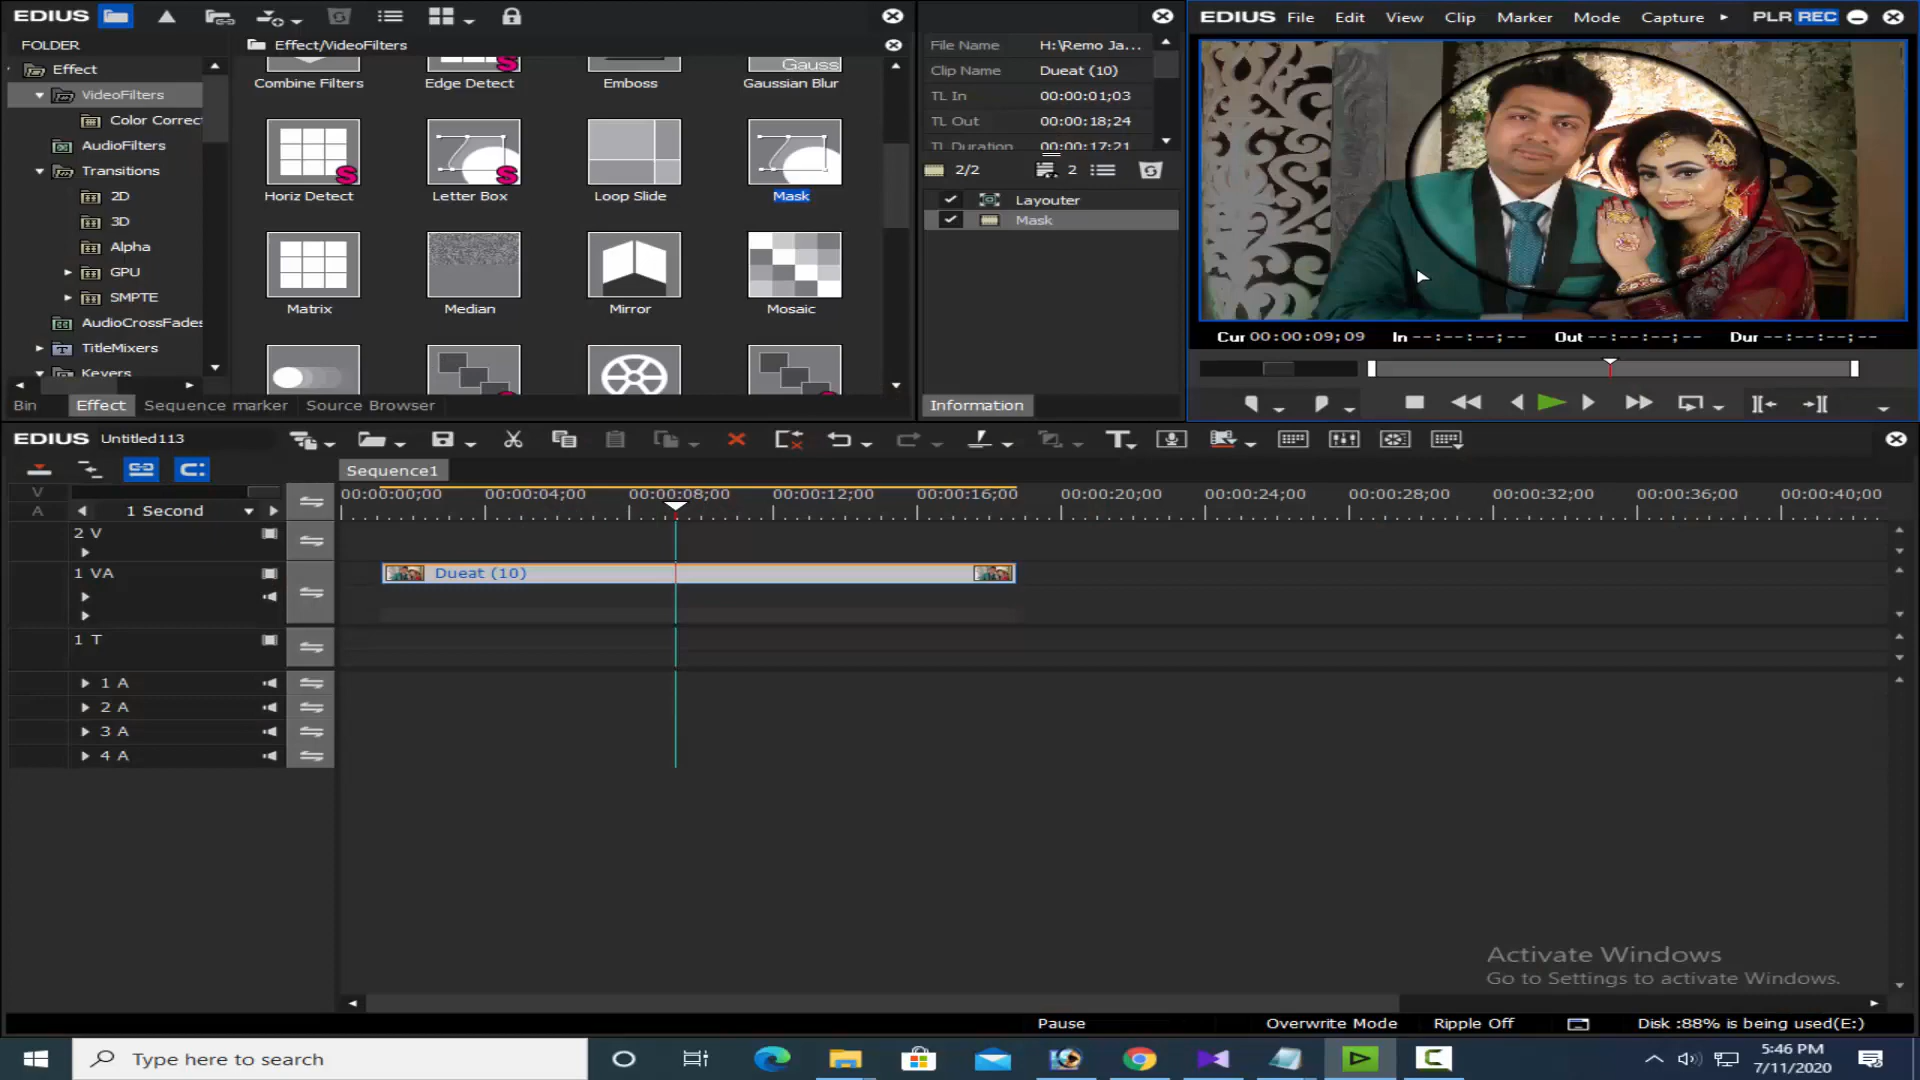 EDIUS
FOLDER
Effect
VideoFilters
Color Correc
AudioFilters
Transitions
2D
3D
Alpha
GPU
SMPTE
AudioCrossFades
TitleMixers
Keyers
Bin
Effect
Sequence marker
Source Browser
Effect/VideoFilters
Combine Filters
Edge Detect
Emboss
Gauss
Gaussian Blur
Horiz Detect
Letter Box
Loop Slide
Mask
Matrix
Median
Mirror
Mosaic
S
S
S
File Name H:\Remo Ja...
Clip Name Dueat (10)
TL In 00:00:01;03
TL Out 00:00:18;24
TL Duration 00:00:17;21
2/2
2
Layouter
Mask
Information
EDIUS File Edit View Clip Marker Mode Capture PLR REC
Cur 00:00:09;09 In --:--:--;-- Out --:--:--;-- Dur --:--:--;--
EDIUS Untitled113
Sequence1
V
A
1 Second
00:00:00;00 00:00:04;00 00:00:08;00 00:00:12;00 00:00:16;00 00:00:20;00 00:00:24;00 00:00:28;00 00:00:32;00 00:00:36;00 00:00:40;00
2 V
1 VA
Dueat (10)
1 T
1 A
2 A
3 A
4 A
Activate Windows
Go to Settings to activate Windows.
Pause
Overwrite Mode
Ripple Off
Disk :88% is being used(E:)
Type here to search
5:46 PM
7/11/2020